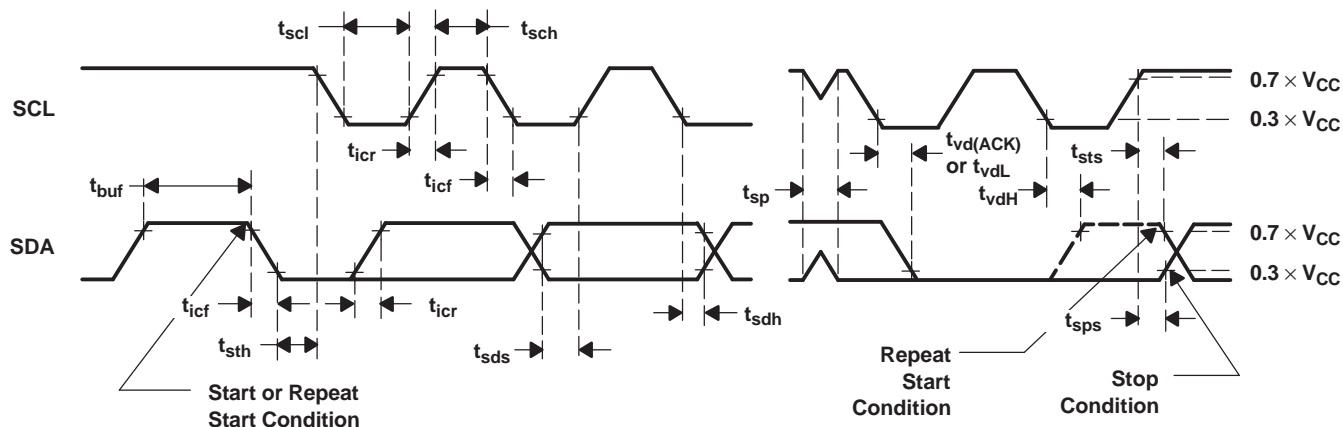 tscl
tsch
SCL
0.7 × VCC
0.3 × VCC
ticr
ticf
tbuf
tvd(ACK)
or tvdL
tsts
tsp
tvdH
SDA
0.7 × VCC
0.3 × VCC
ticf
ticr
tsth
tsds
tsdh
tsps
Start or Repeat
Start Condition
Repeat
Start
Condition
Stop
Condition